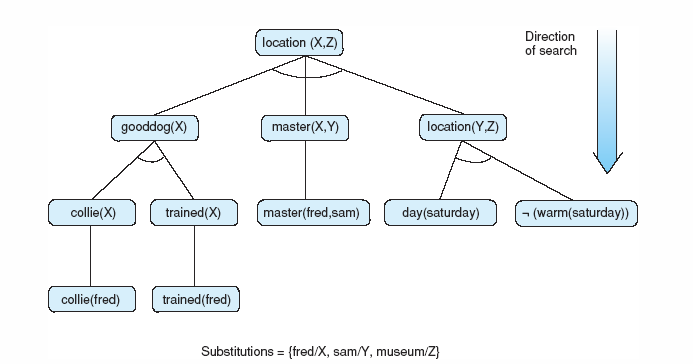 location (X,Z)
Direction
of search
gooddog(X)
master(X,Y)
location(Y,Z)
collie(X)
trained(X)
master(fred,sam)
day(saturday)
¬ (warm(saturday))
collie(fred)
trained(fred)
Substitutions = {fred/X, sam/Y, museum/Z}